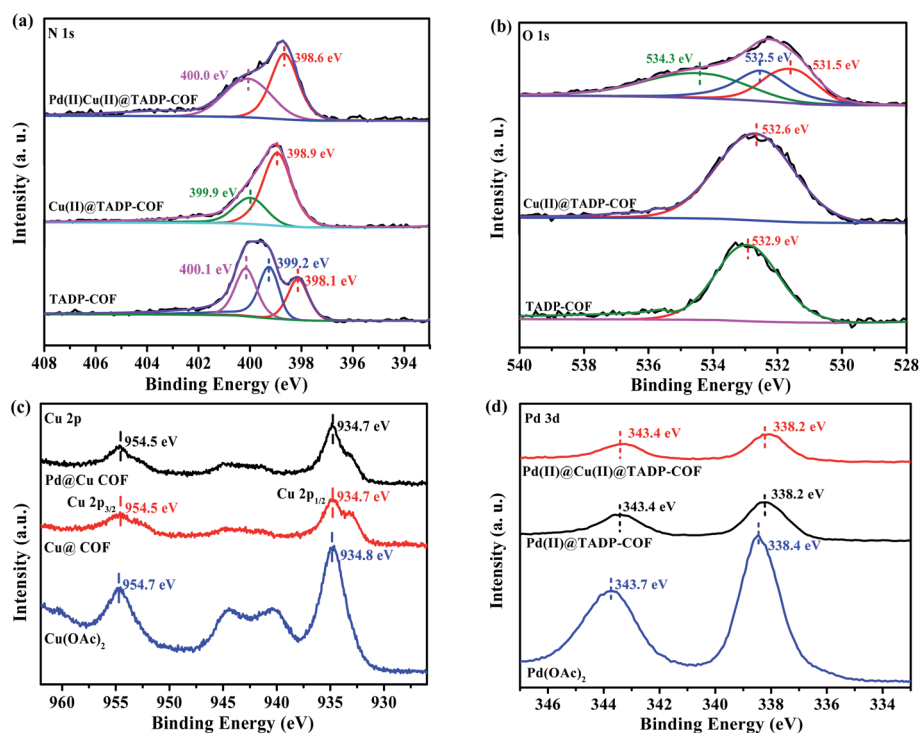 (a)
N 1s
398.6 eV
400.0 eV
Pd(II)Cu(II)@TADP-COF
398.9 eV
399.9 eV
Cu(II)@TADP-COF
400.1 eV
399.2 eV
398.1 eV
TADP-COF
Intensity (a. u.)
408 406 404 402 400 398 396 394
Binding Energy (eV)
(b)
O 1s
534.3 eV
532.5 eV
531.5 eV
532.6 eV
Cu(II)@TADP-COF
532.9 eV
TADP-COF
Intensity (a. u.)
540 538 536 534 532 530 528
Binding Energy (eV)
(c)
Cu 2p
954.5 eV
934.7 eV
Pd@Cu COF
Cu 2p3/2
954.5 eV
Cu 2p1/2
934.7 eV
Cu@ COF
954.7 eV
934.8 eV
Cu(OAc)2
Intensity (a.u.)
960 955 950 945 940 935 930
Binding Energy (eV)
(d)
Pd 3d
343.4 eV
338.2 eV
Pd(II)@Cu(II)@TADP-COF
343.4 eV
338.2 eV
Pd(II)@TADP-COF
338.4 eV
343.7 eV
Pd(OAc)2
Intensity (a.u.)
346 344 342 340 338 336 334
Binding Energy (eV)